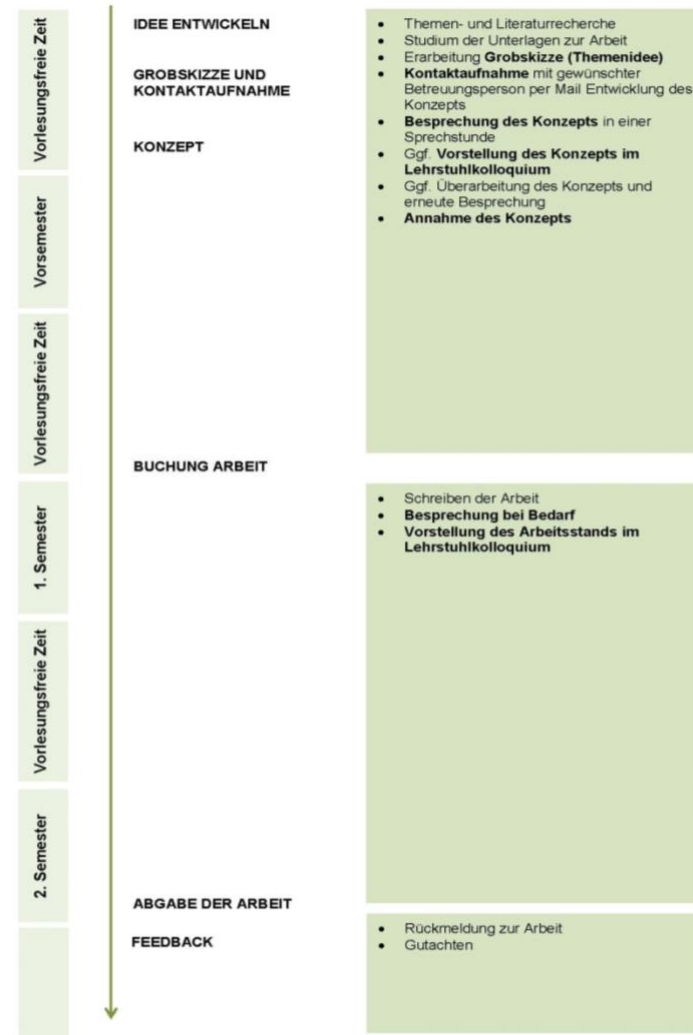 Vorlesungsfreie Zeit
Vorsemester
Vorlesungsfreie Zeit
1. Semester
Vorlesungsfreie Zeit
2. Semester
IDEE ENTWICKELN
GROBSKIZZE UND
KONTAKTAUFNAHME
KONZEPT
BUCHUNG ARBEIT
ABGABE DER ARBEIT
FEEDBACK
• Themen- und Literaturrecherche
• Studium der Unterlagen zur Arbeit
• Erarbeitung Grobskizze (Themenidee)
• Kontaktaufnahme mit gewünschter
Betreuungsperson per Mail Entwicklung des
Konzepts
• Besprechung des Konzepts in einer
Sprechstunde
• Ggf. Vorstellung des Konzepts im
Lehrstuhlkolloquium
• Ggf. Überarbeitung des Konzepts und
erneute Besprechung
• Annahme des Konzepts
• Schreiben der Arbeit
• Besprechung bei Bedarf
• Vorstellung des Arbeitsstands im
Lehrstuhlkolloquium
• Rückmeldung zur Arbeit
• Gutachten